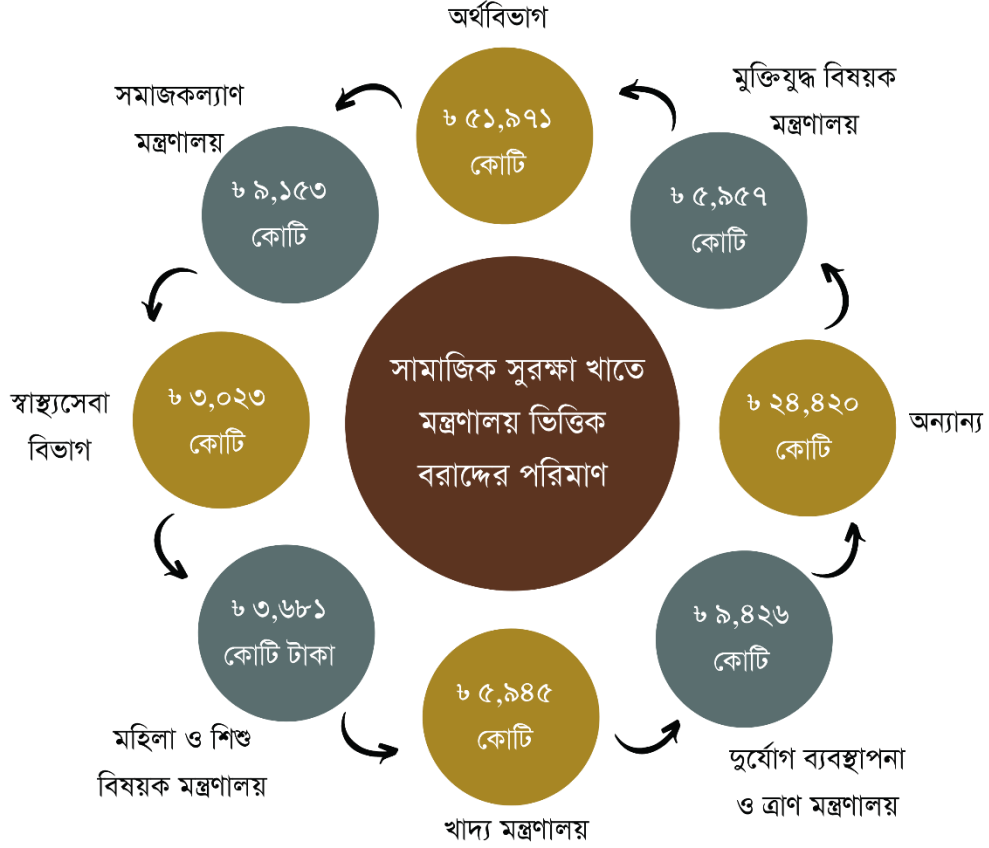 অর্থবিভাগ
৳ ৫১,৯৭১
কোটি
সমাজকল্যাণ
মন্ত্রণালয়
৳ ৯,১৫৩
কোটি
স্বাস্থ্যসেবা
বিভাগ
৳ ৩,০২৩
কোটি
৳ ৩,৬৮১
কোটি টাকা
মহিলা ও শিশু
বিষয়ক মন্ত্রণালয়
৳ ৫,৯৪৫
কোটি
খাদ্য মন্ত্রণালয়
৳ ৯,৪২৬
কোটি
দুর্যোগ ব্যবস্থাপনা
ও ত্রাণ মন্ত্রণালয়
৳ ২৪,৪২০
কোটি
অন্যান্য
মুক্তিযুদ্ধ বিষয়ক
মন্ত্রণালয়
৳ ৫,৯৫৭
কোটি
সামাজিক সুরক্ষা খাতে
মন্ত্রণালয় ভিত্তিক
বরাদ্দের পরিমাণ